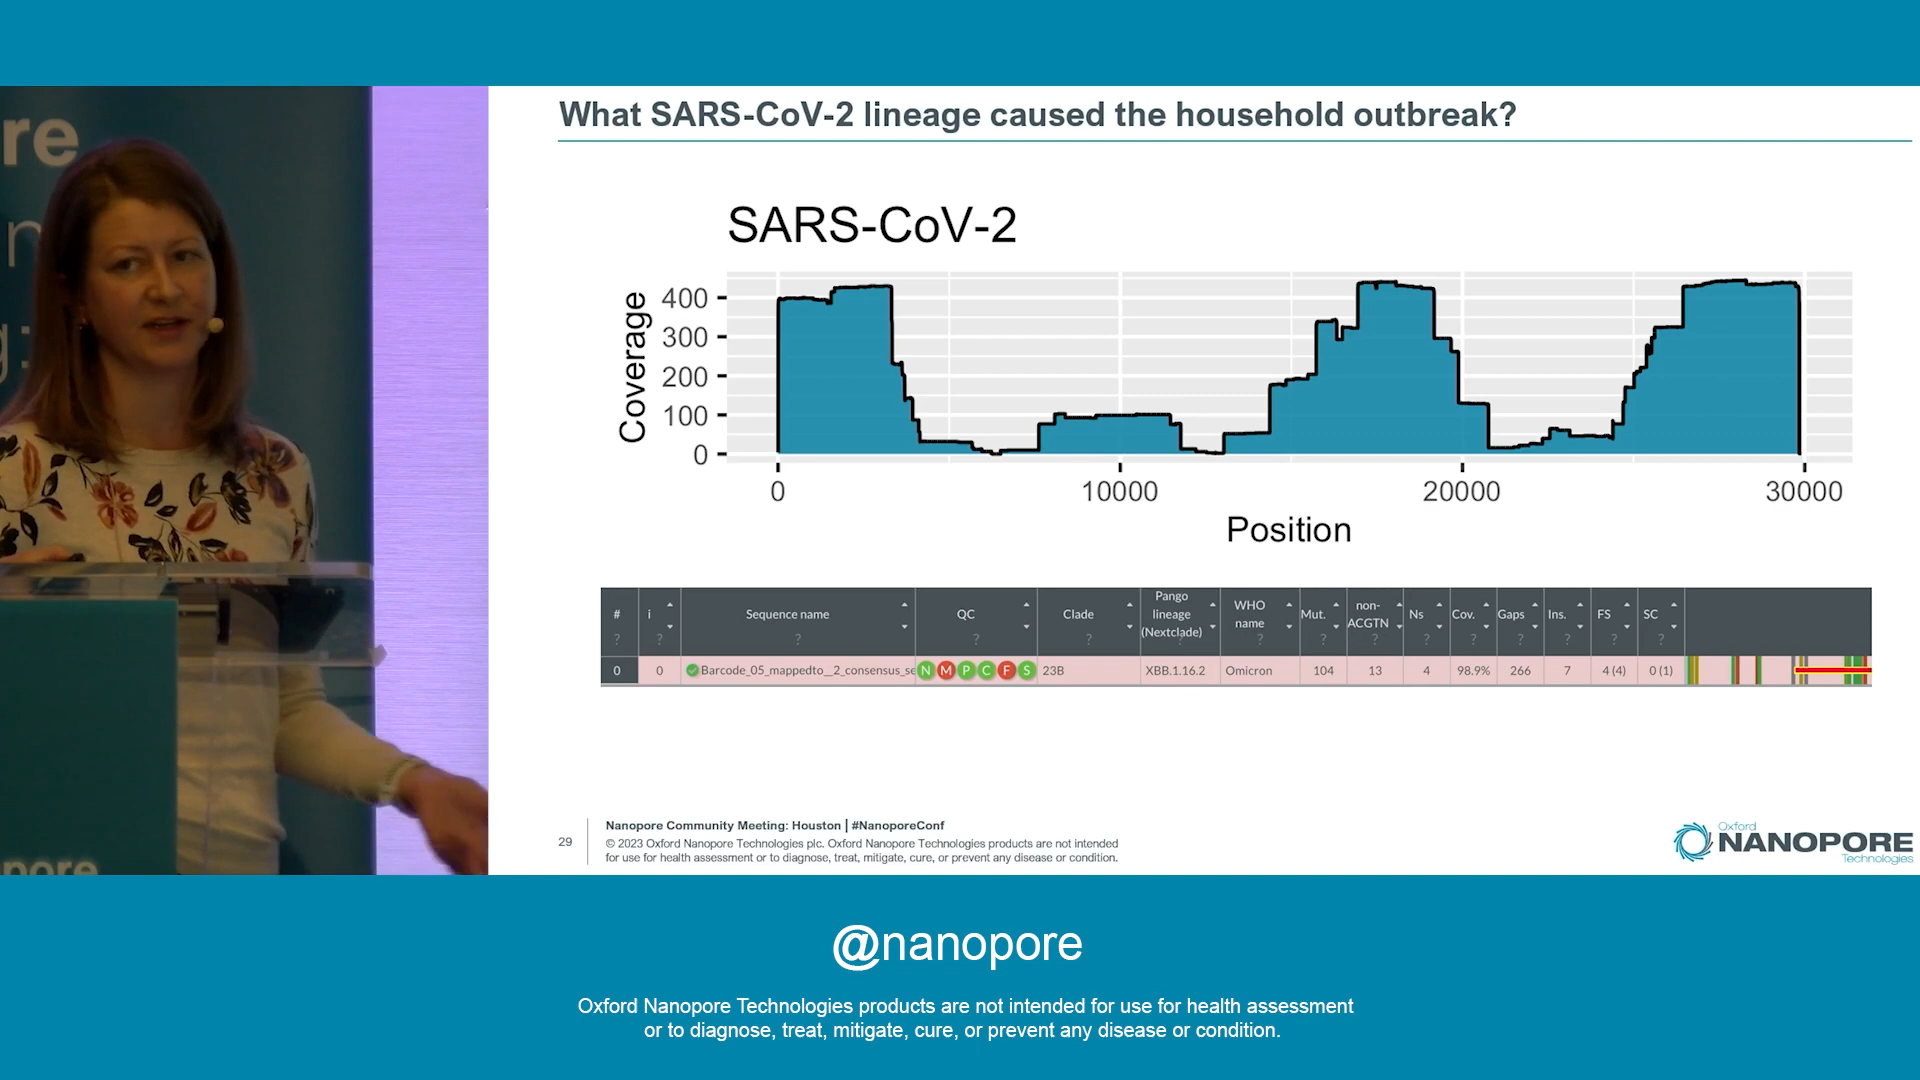 re
n
g:
pore
What SARS-CoV-2 lineage caused the household outbreak?
SARS-CoV-2
Coverage
400
300
200
100
0
0 10000 20000 30000
Position
# i Sequence name QC Clade Pango lineage (Nextclade) WHO name Mut. non-ACGTN Ns Cov. Gaps Ins. FS SC
? ? ? ? ? ? ? ? ? ? ? ? ? ? ?
0 0 Barcode_05_mappedto__2_consensus_se N M P C F S 23B XBB.1.16.2 Omicron 104 13 4 98.9% 266 7 4 (4) 0 (1)
29
Nanopore Community Meeting: Houston | #NanoporeConf
© 2023 Oxford Nanopore Technologies plc. Oxford Nanopore Technologies products are not intended
for use for health assessment or to diagnose, treat, mitigate, cure, or prevent any disease or condition.
Oxford
NANOPORE
Technologies
@nanopore
Oxford Nanopore Technologies products are not intended for use for health assessment
or to diagnose, treat, mitigate, cure, or prevent any disease or condition.